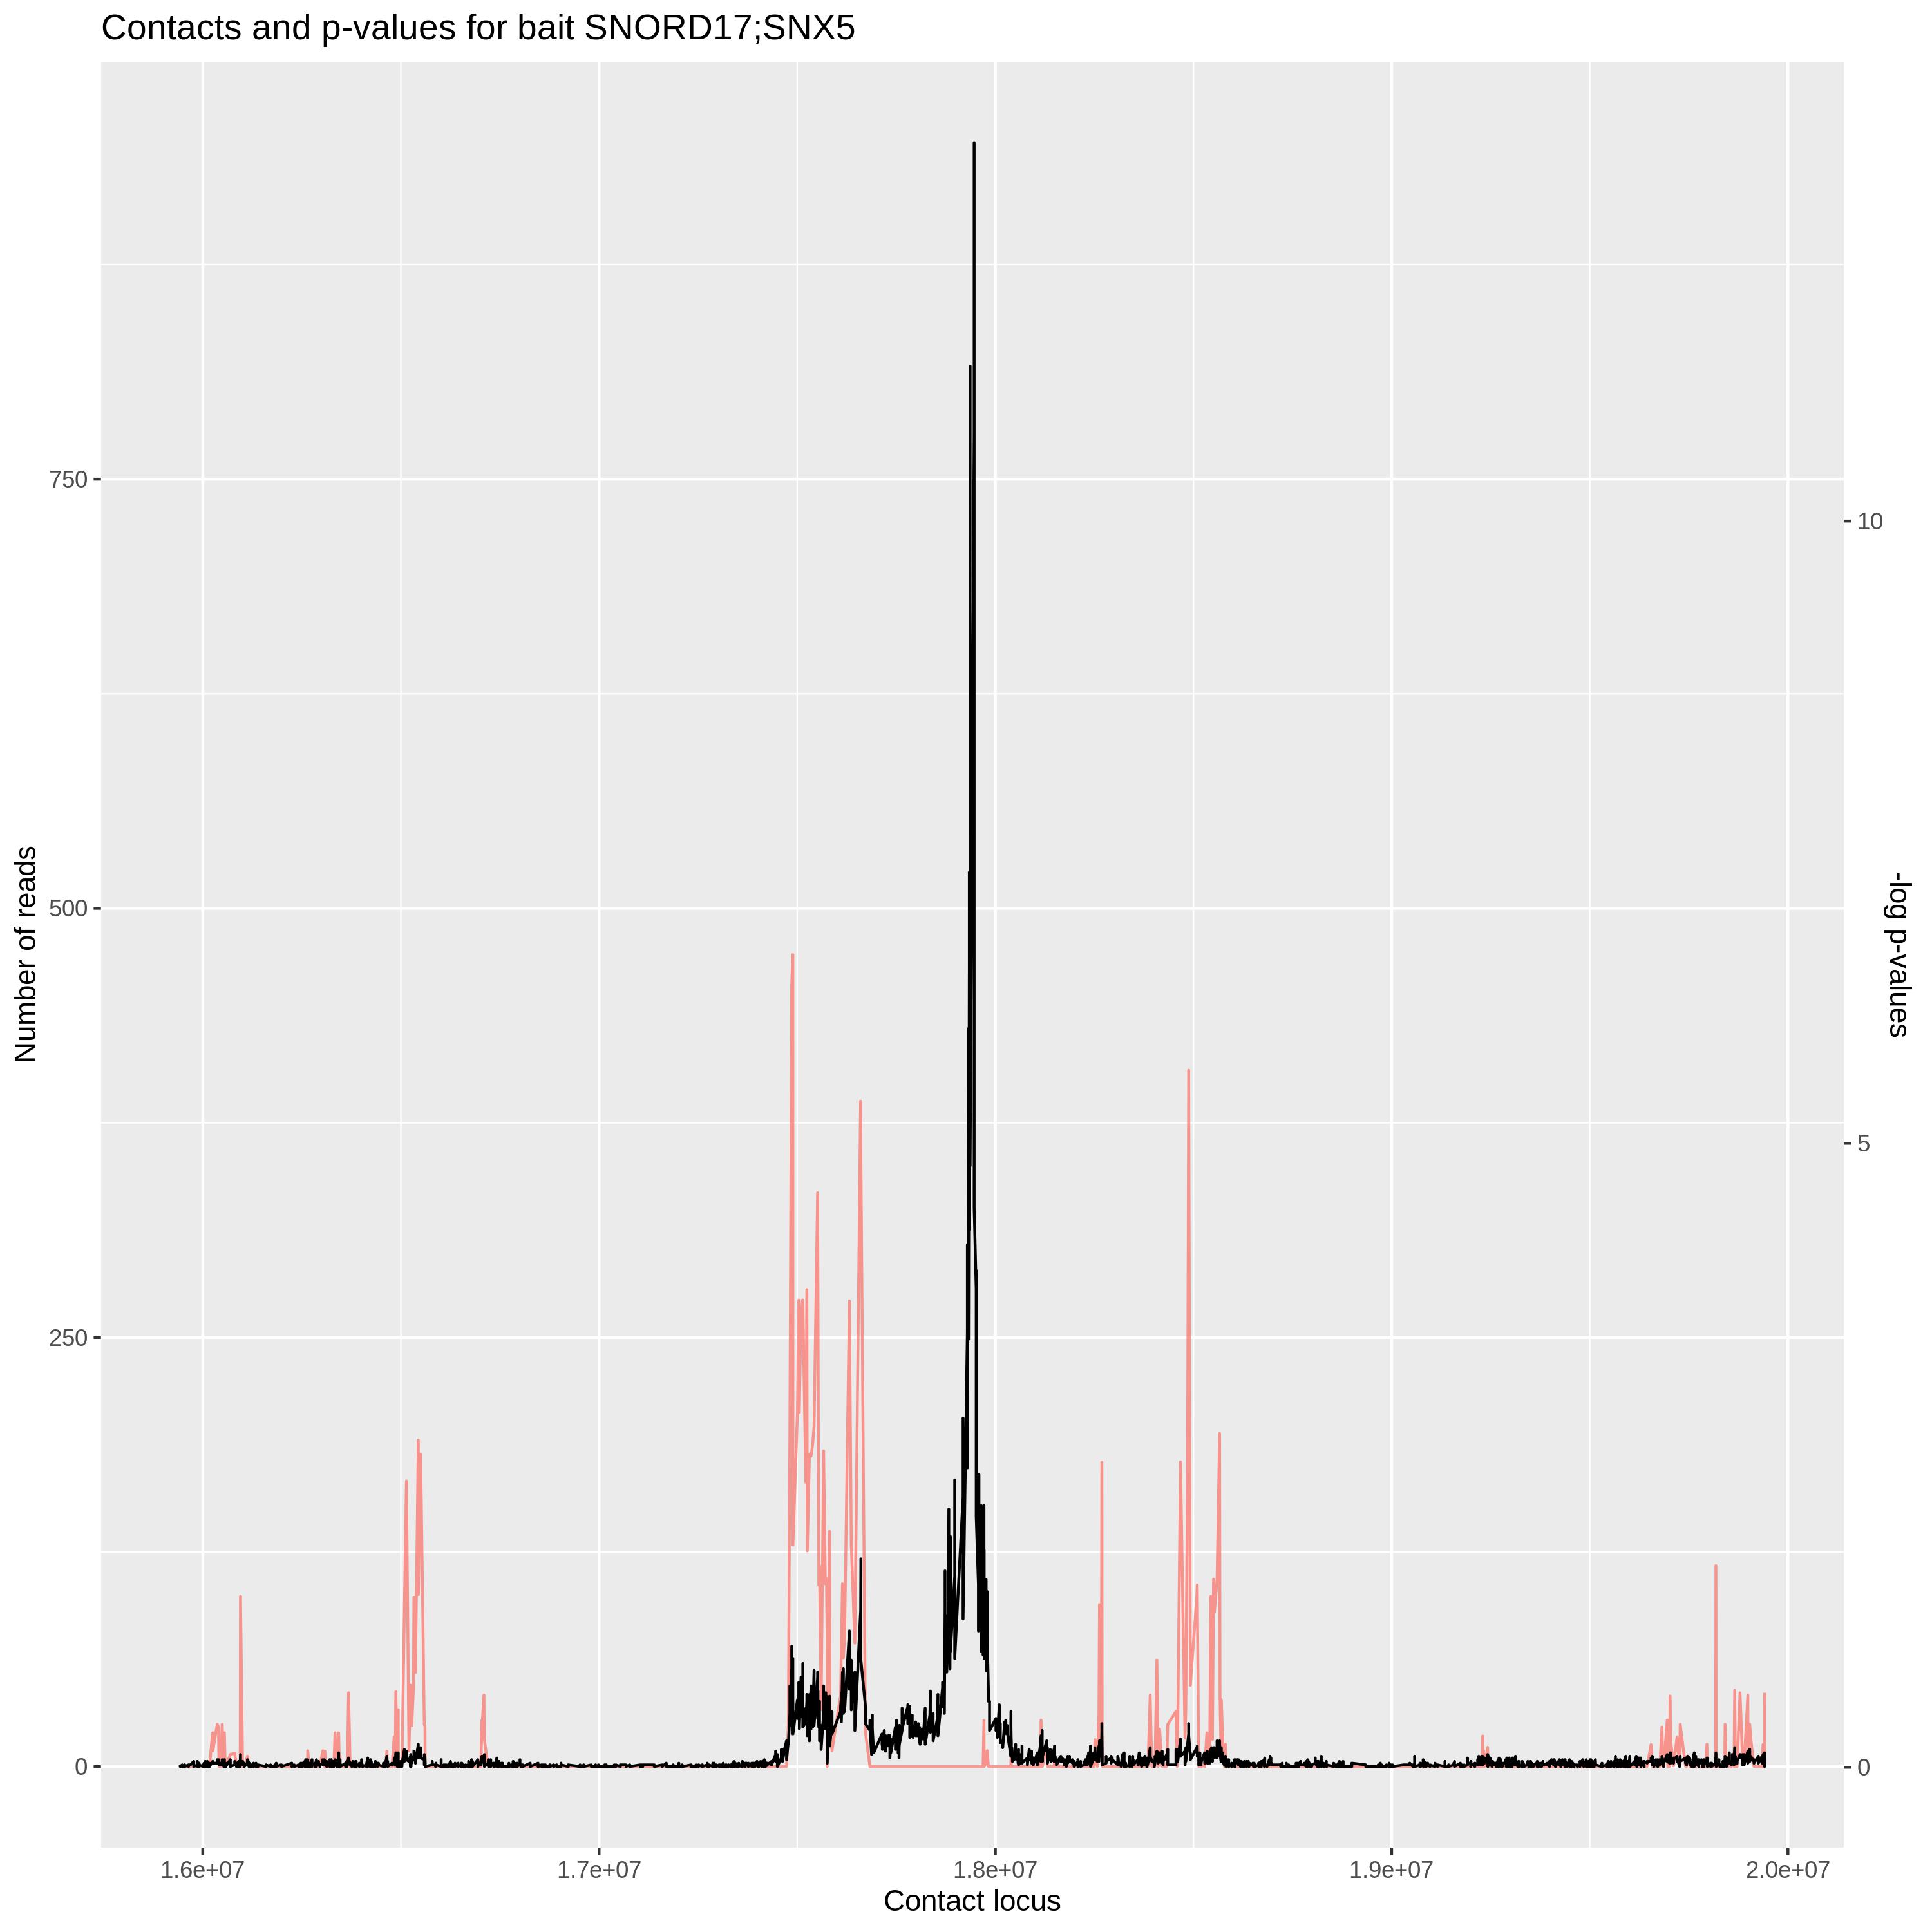 Contacts and p-values for bait SNORD17;SNX5
Number of reads
750
500
250
0
10
5
0
-log p-values
1.6e+07 1.7e+07 1.8e+07 1.9e+07 2.0e+07
Contact locus